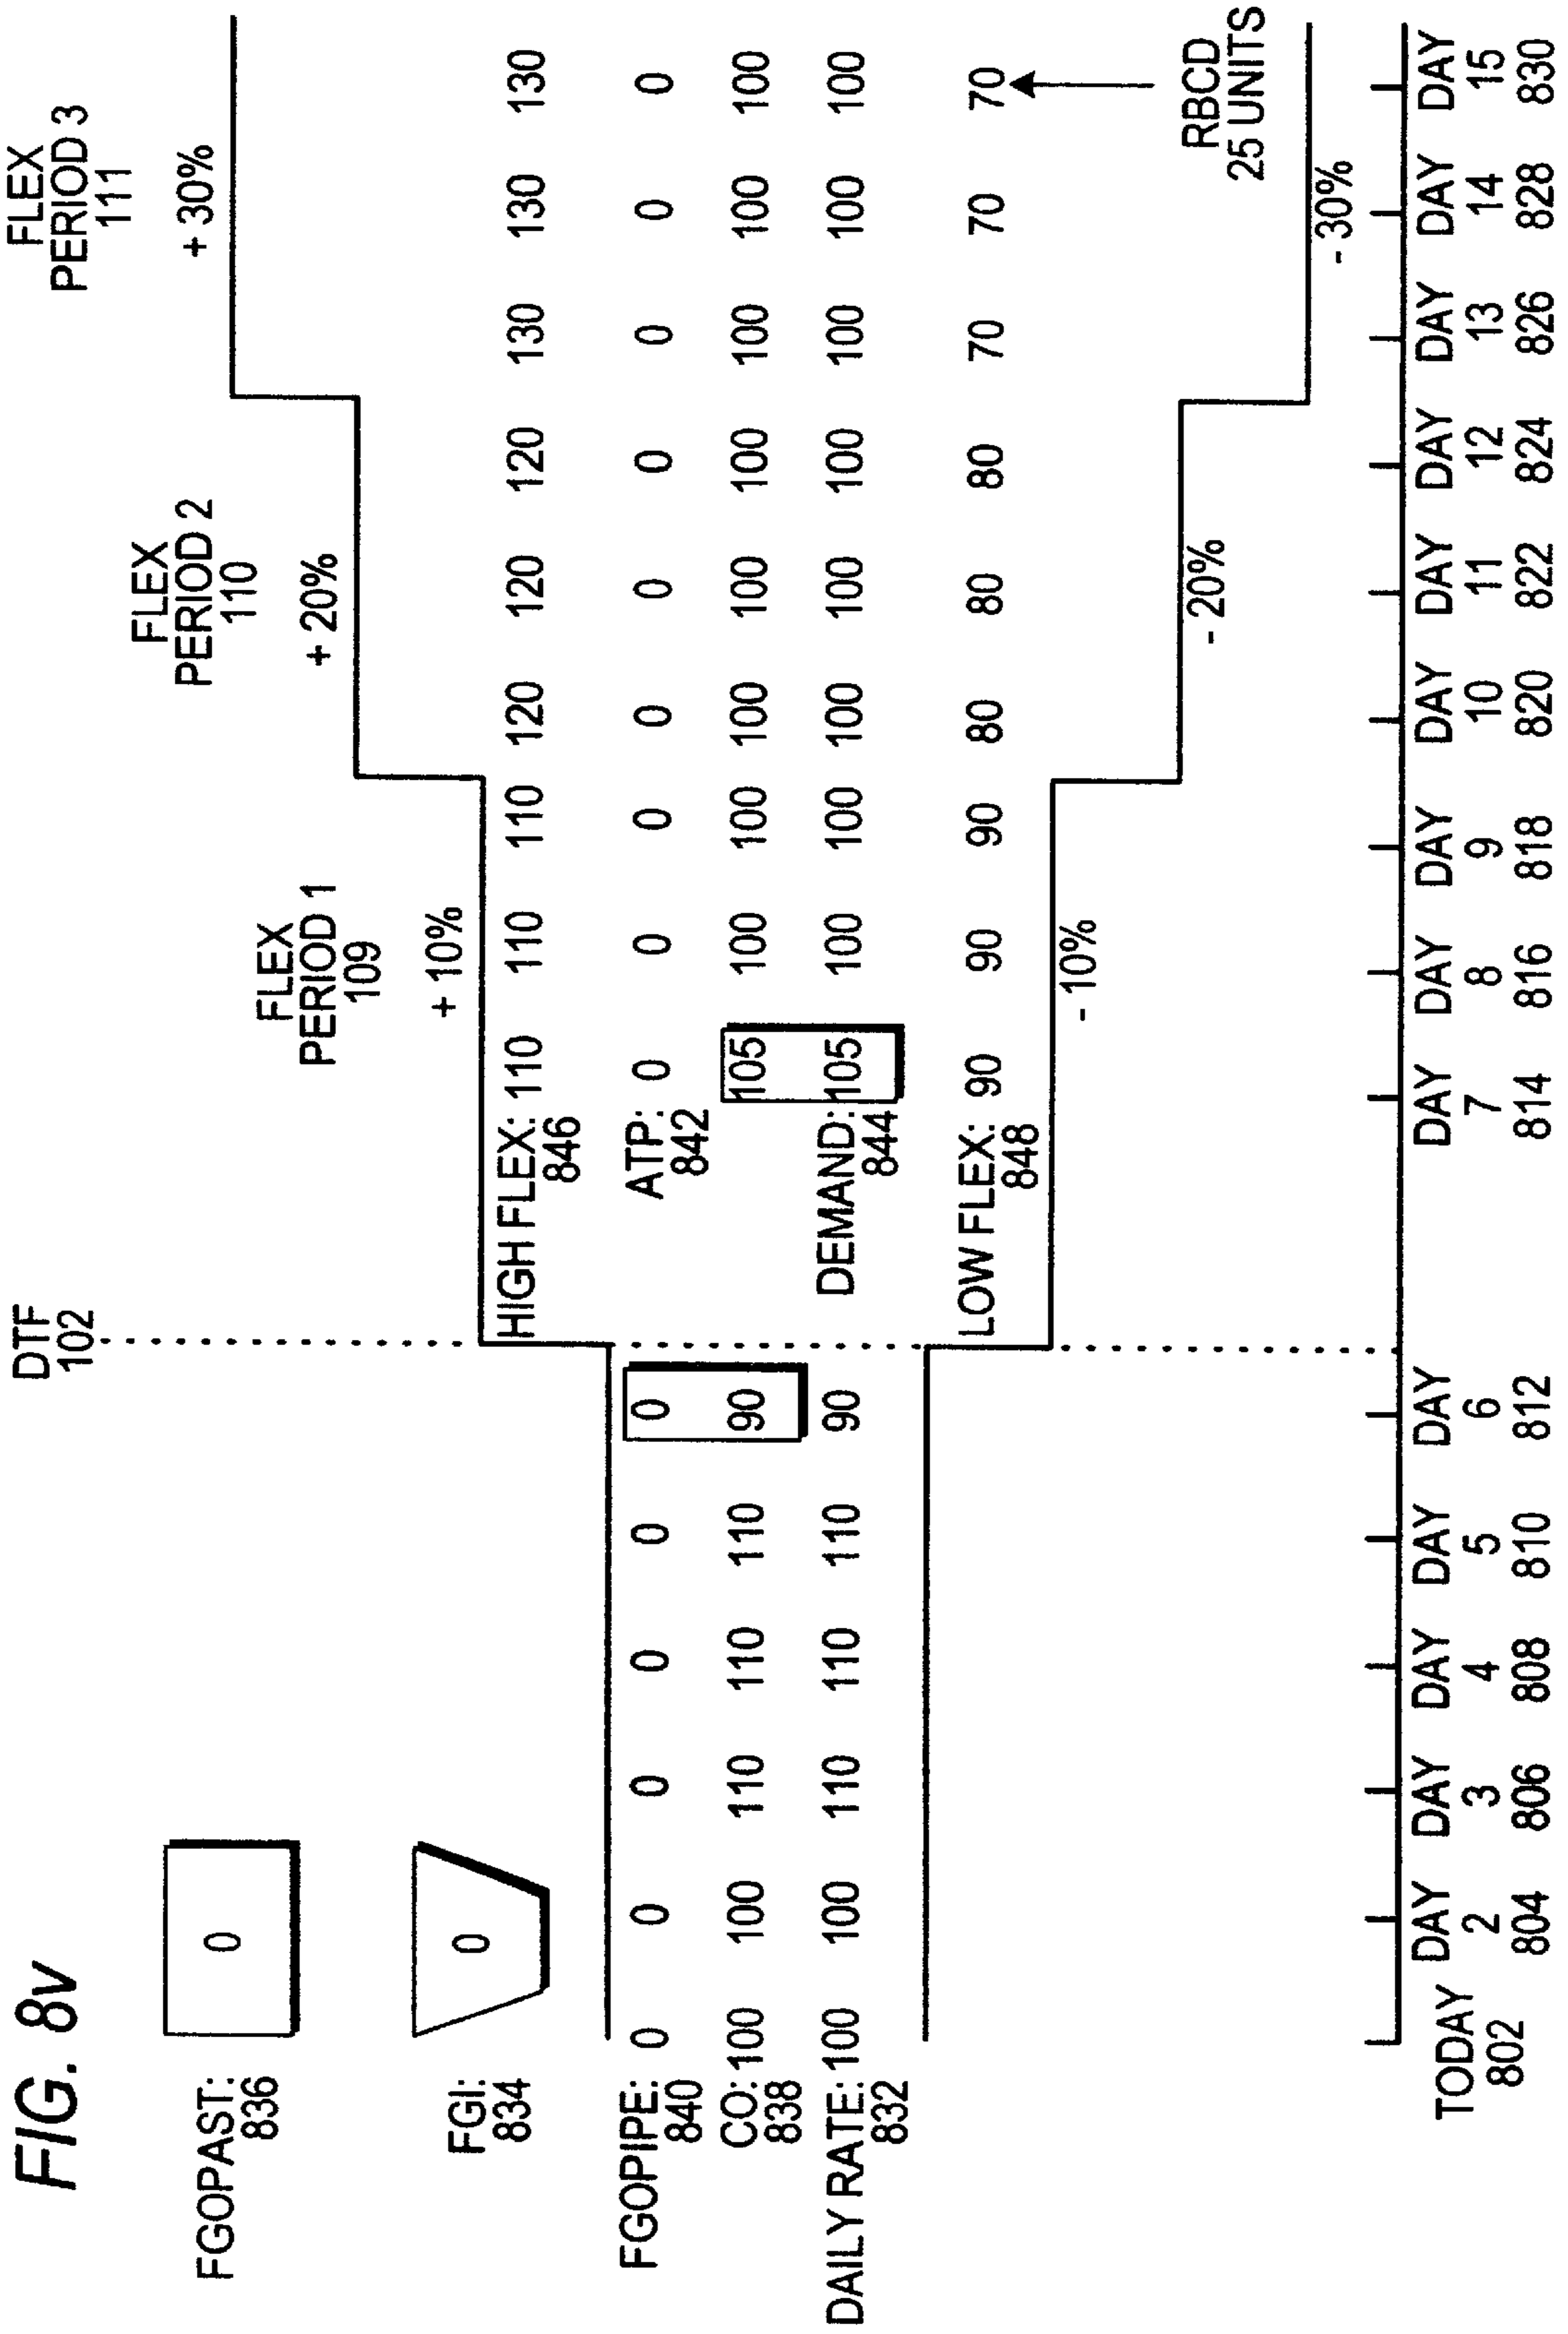 FIG. 8v
FGOPAST: 0
836
FGI: 0
834
DTF
102
FLEX
PERIOD 1
109
+ 10%
FLEX
PERIOD 2
110
+ 20%
FLEX
PERIOD 3
111
+ 30%
HIGH FLEX: 110 110 110 120 120 120 130 130 130
846
FGOPIPE: 0 0 0 0 0 0
840
ATP: 0 0 0 0 0 0 0 0 0
842
CO: 100 100 110 110 110 90 105 100 100 100 100 100 100 100 100
838
DAILY RATE: 100 100 110 110 110 90
832
DEMAND: 105 100 100 100 100 100 100 100 100
844
LOW FLEX: 90 90 90 80 80 80 70 70 70
848
- 10%
- 20%
- 30%
RBCD
25 UNITS
TODAY DAY DAY DAY DAY DAY DAY DAY DAY DAY DAY DAY DAY DAY DAY
2 3 4 5 6 7 8 9 10 11 12 13 14 15
802 804 806 808 810 812 814 816 818 820 822 824 826 828 830